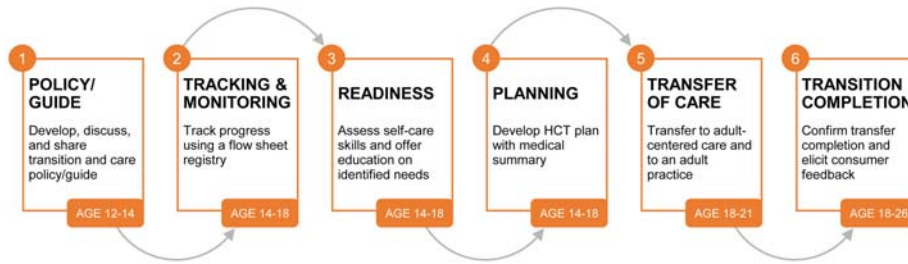 1
POLICY/
GUIDE
Develop, discuss,
and share
transition and care
policy/guide
AGE 12-14
2
TRACKING &
MONITORING
Track progress
using a flow sheet
registry
AGE 14-18
3
READINESS
Assess self-care
skills and offer
education on
identified needs
AGE 14-18
4
PLANNING
Develop HCT plan
with medical
summary
AGE 14-18
5
TRANSFER
OF CARE
Transfer to adult-
centered care and
to an adult
practice
AGE 18-21
6
TRANSITION
COMPLETION
Confirm transfer
completion and
elicit consumer
feedback
AGE 18-26